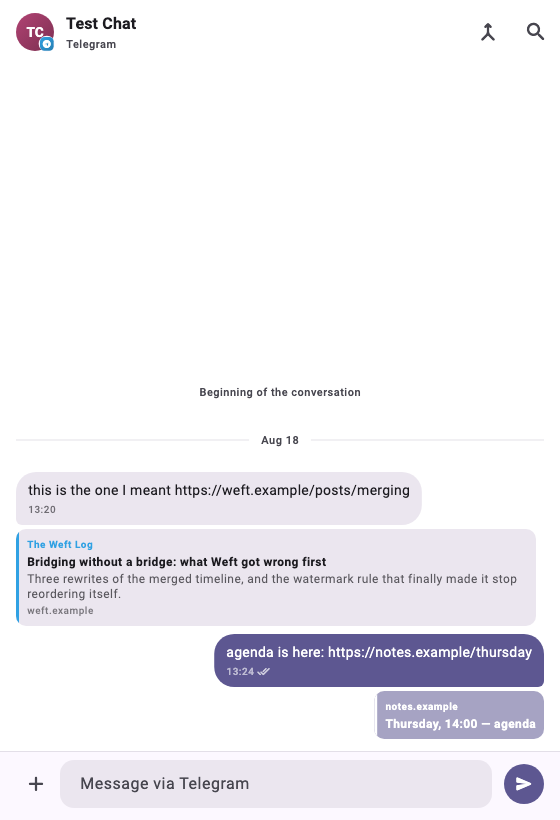 TC
Test Chat
Telegram
Beginning of the conversation
Aug 18
this is the one I meant https://weft.example/posts/merging
13:20
The Weft Log
Bridging without a bridge: what Weft got wrong first
Three rewrites of the merged timeline, and the watermark rule that finally made it stop
reordering itself.
weft.example
agenda is here: https://notes.example/thursday
13:24
notes.example
Thursday, 14:00 — agenda
Message via Telegram